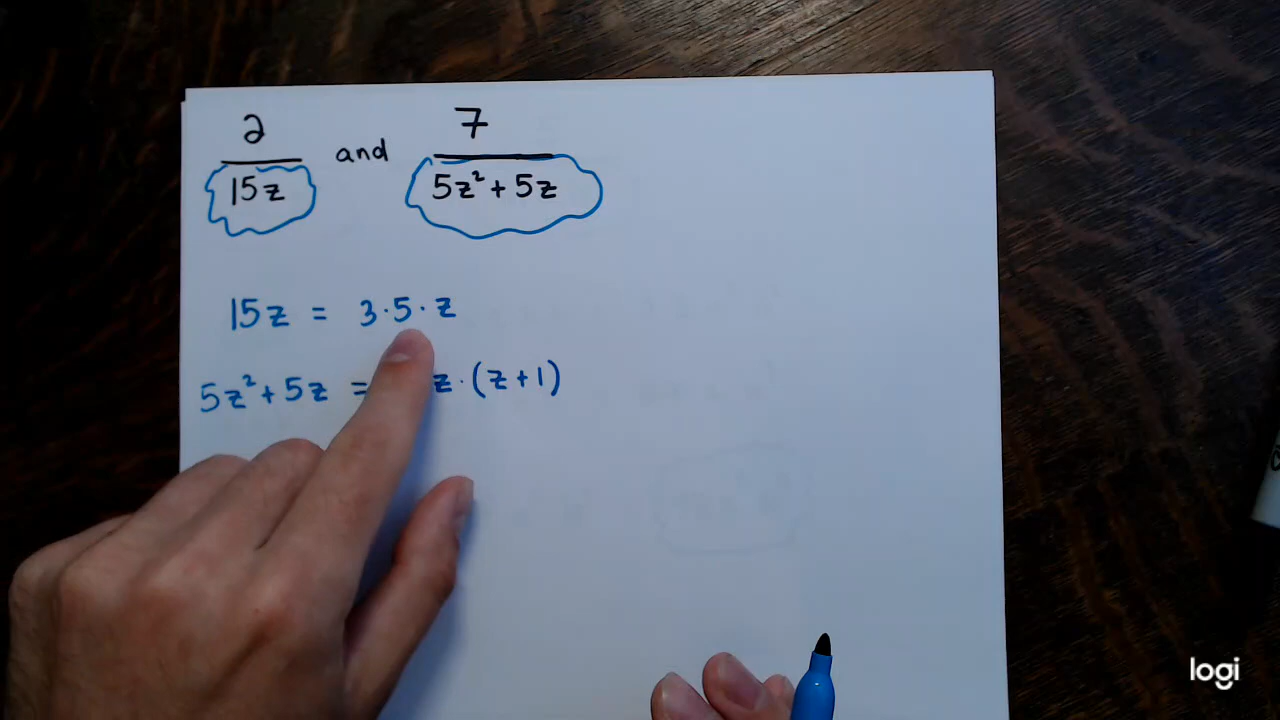 2/15z and 7/5z²+5z
15z = 3·5·z
5z²+5z = z·(z+1)
logi